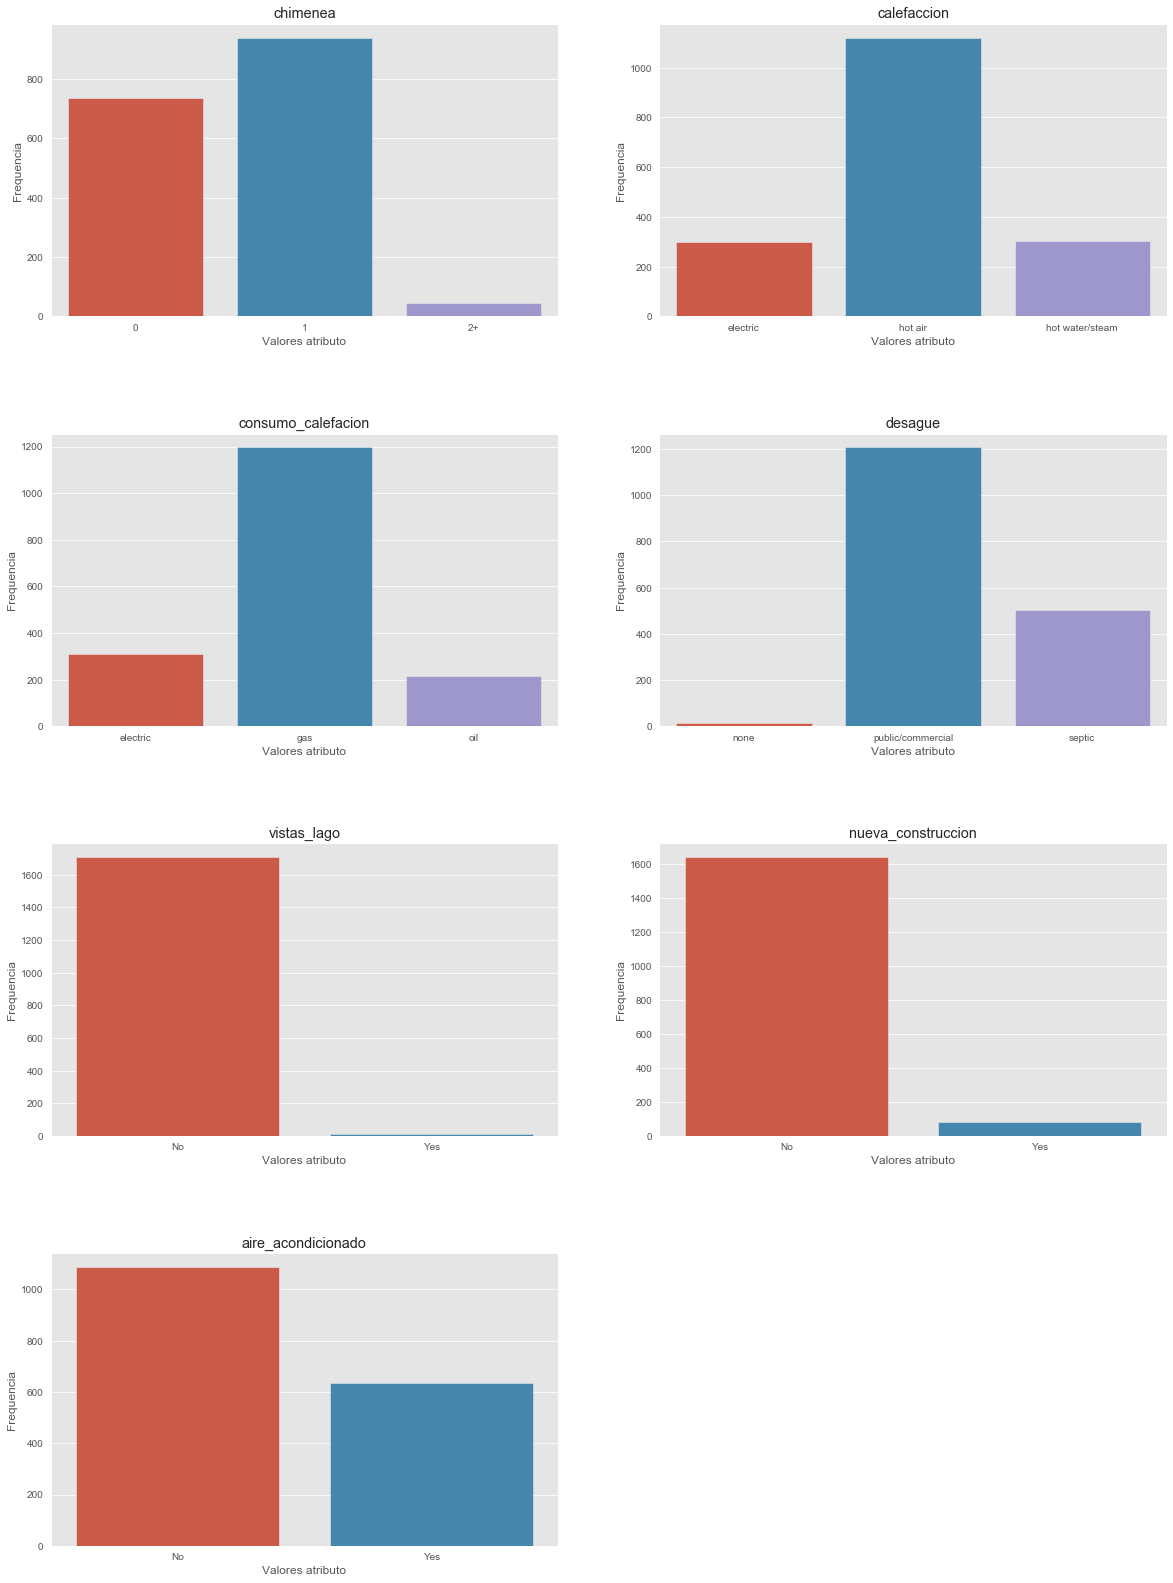 chimenea
800
600
400
200
0
Frequencia
0 1 2+
Valores atributo
calefaccion
1000
800
600
400
200
0
Frequencia
electric hot air hot water/steam
Valores atributo
consumo_calefacion
1200
1000
800
600
400
200
0
Frequencia
electric gas oil
Valores atributo
desague
1200
1000
800
600
400
200
0
Frequencia
none public/commercial septic
Valores atributo
vistas_lago
1600
1400
1200
1000
800
600
400
200
0
Frequencia
No Yes
Valores atributo
nueva_construccion
1600
1400
1200
1000
800
600
400
200
0
Frequencia
No Yes
Valores atributo
aire_acondicionado
1000
800
600
400
200
0
Frequencia
No Yes
Valores atributo